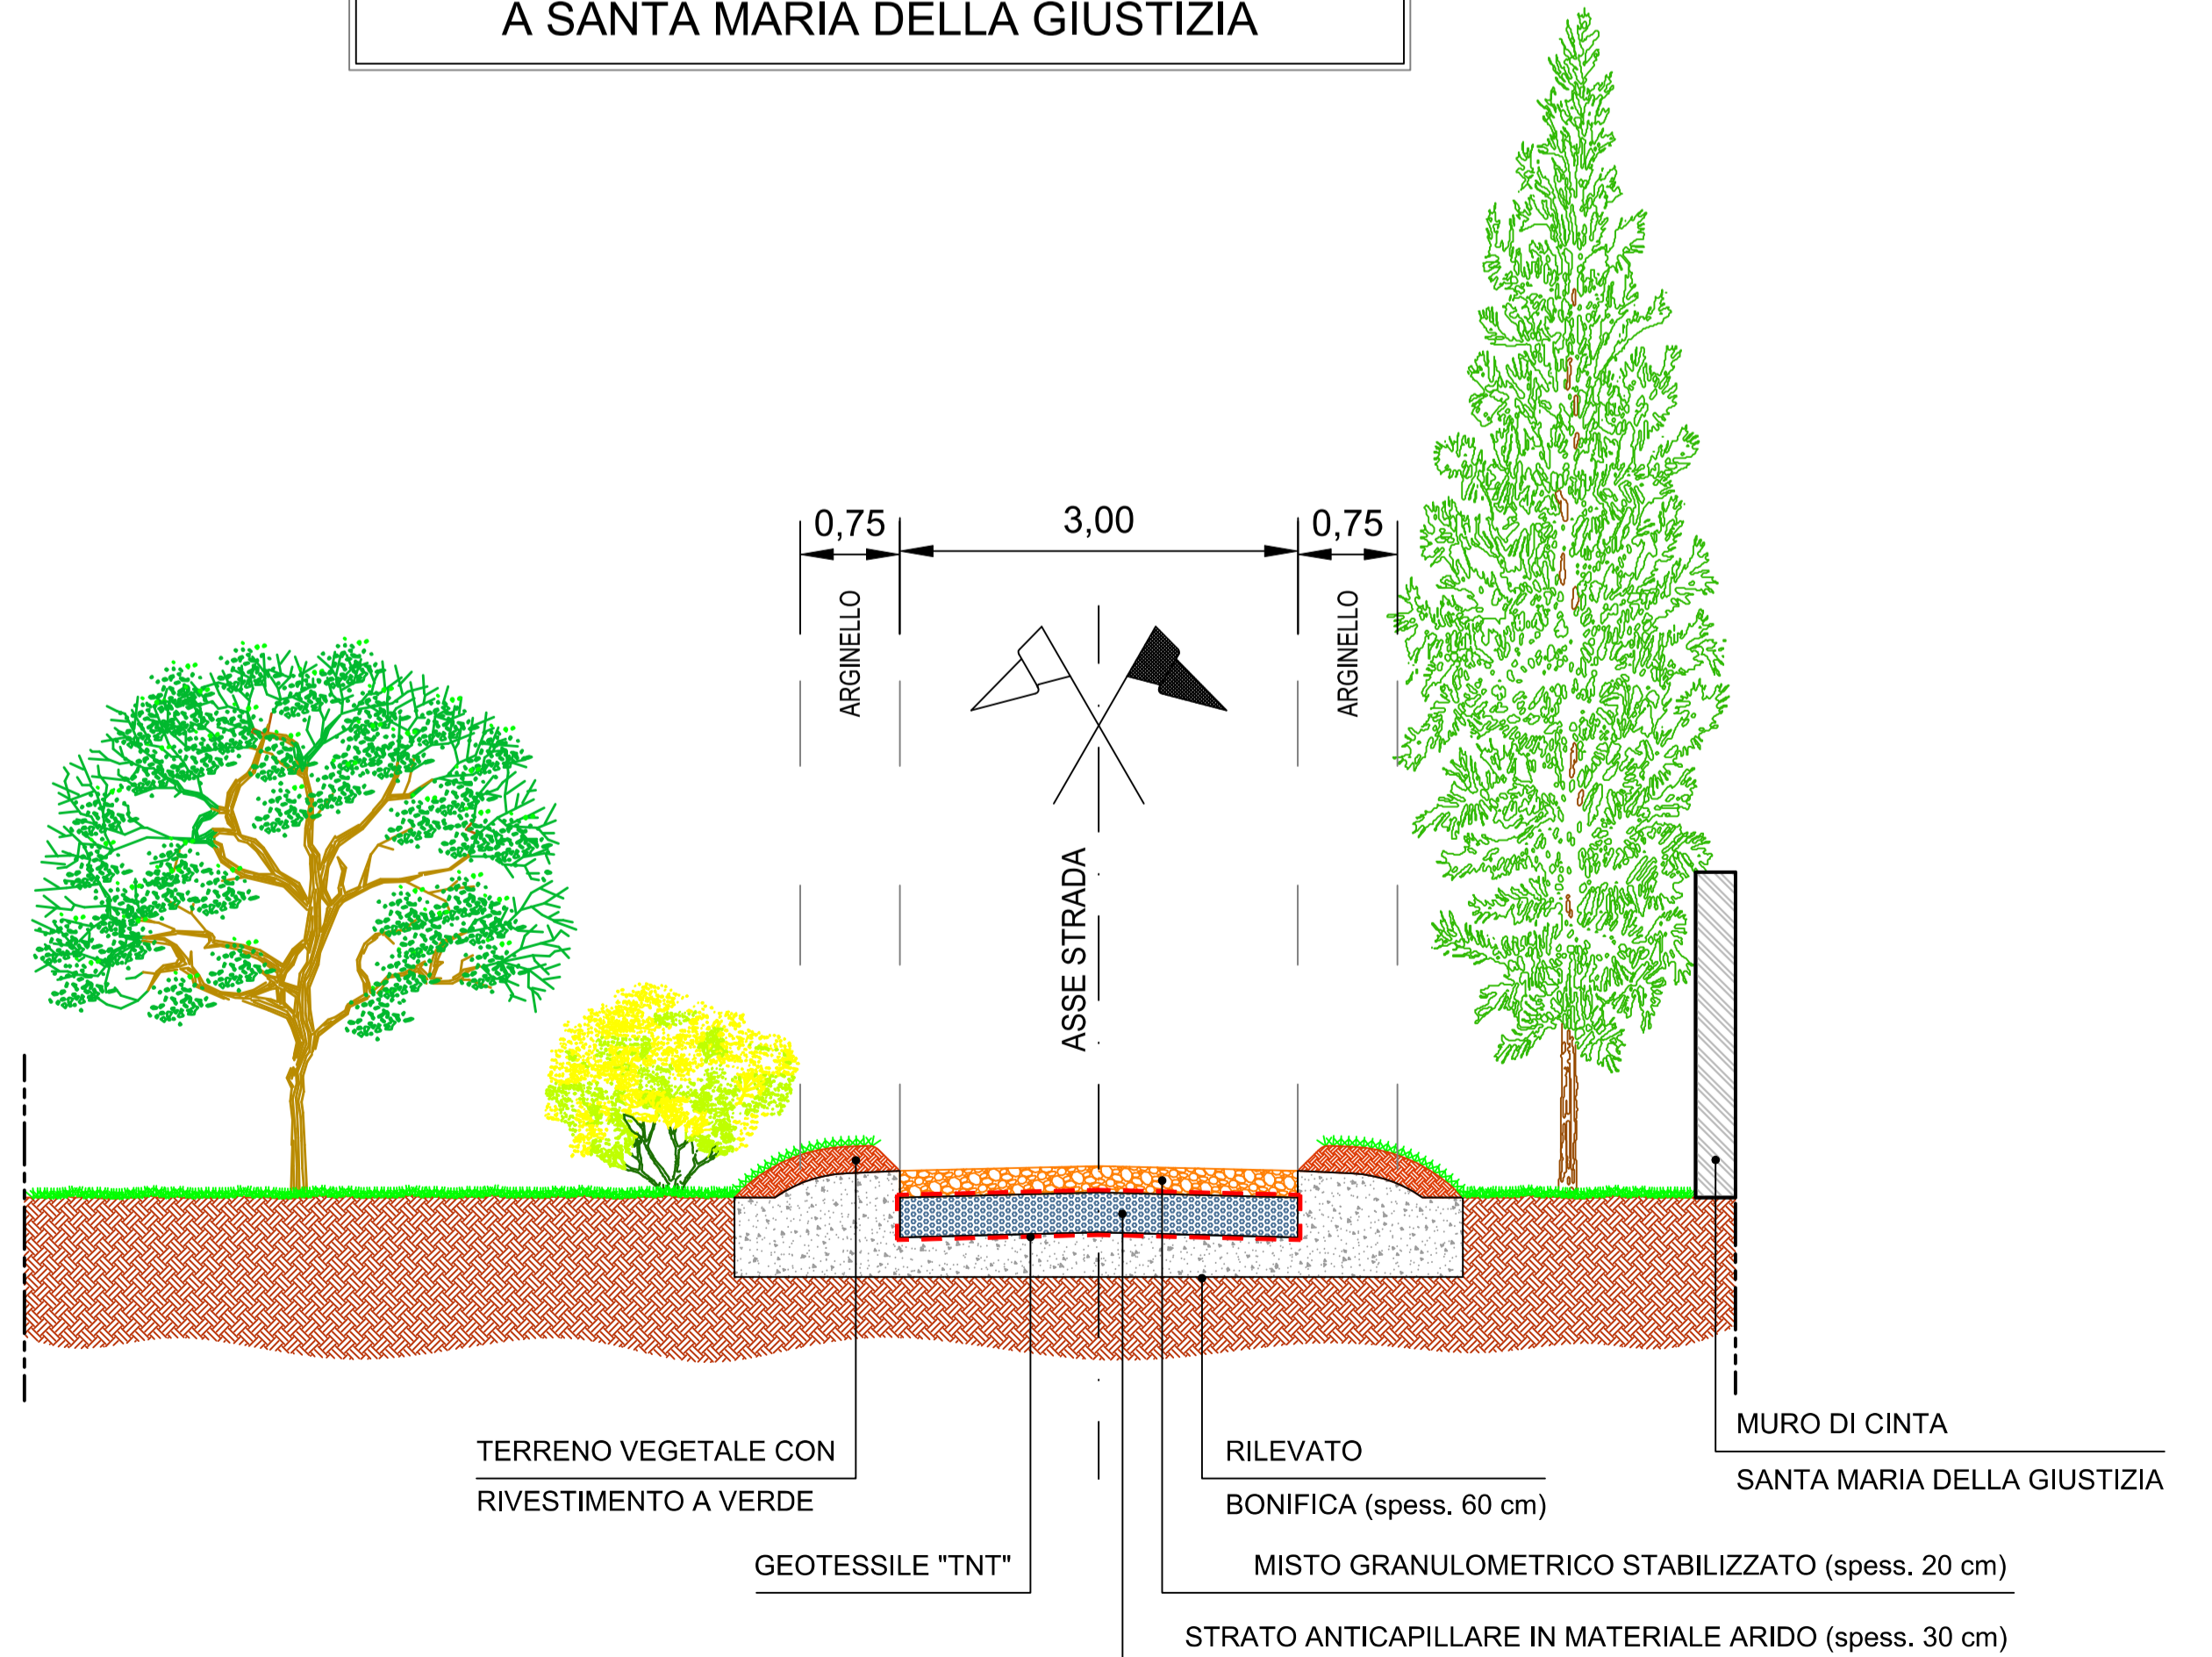 A SANTA MARIA DELLA GIUSTIZIA
0,75
3,00
0,75
ARGINELLO
ARGINELLO
ASSE STRADA
MURO DI CINTA
SANTA MARIA DELLA GIUSTIZIA
TERRENO VEGETALE CON
RIVESTIMENTO A VERDE
RILEVATO
BONIFICA (spess. 60 cm)
GEOTESSILE "TNT"
MISTO GRANULOMETRICO STABILIZZATO (spess. 20 cm)
STRATO ANTICAPILLARE IN MATERIALE ARIDO (spess. 30 cm)